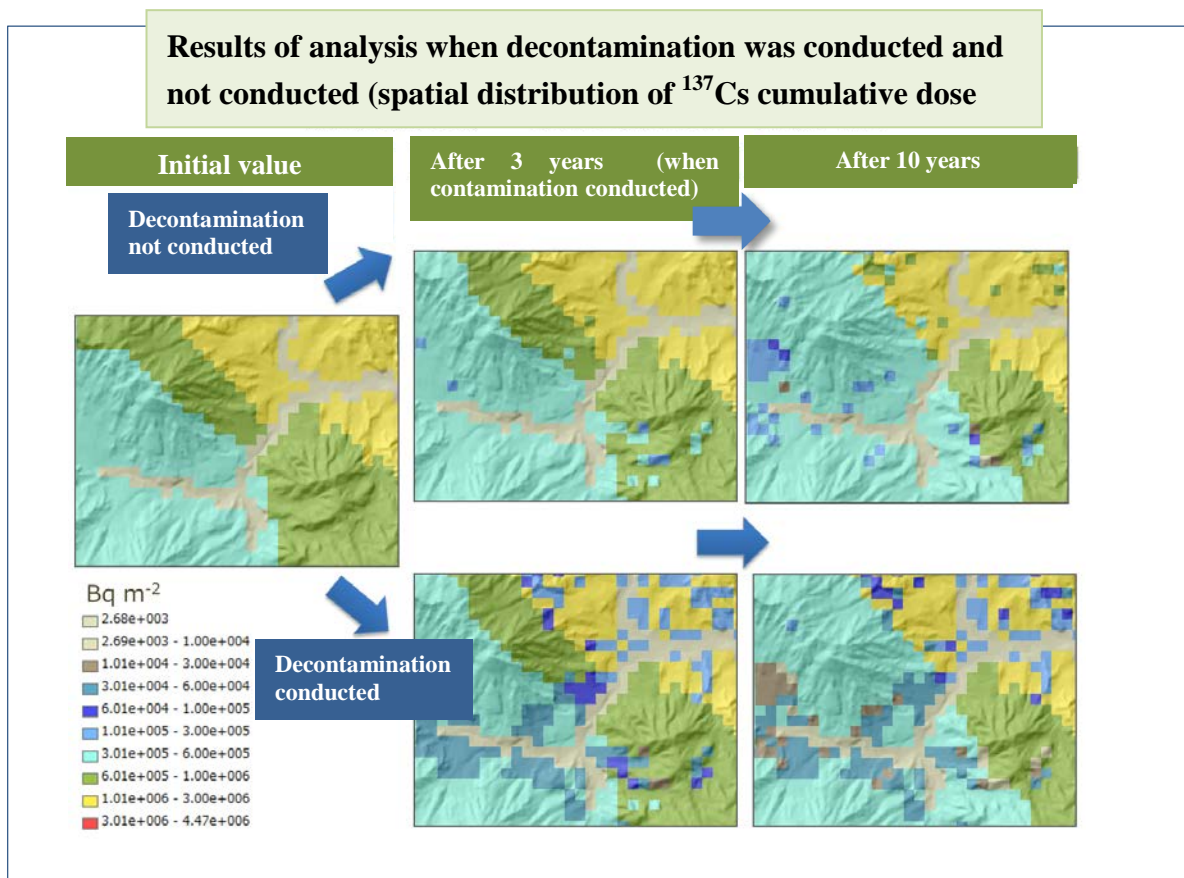 Results of analysis when decontamination was conducted and
not conducted (spatial distribution of ¹³⁷Cs cumulative dose
Initial value
After 3 years (when
contamination conducted)
After 10 years
Decontamination
not conducted
Bq m⁻²
2.68e+003
2.69e+003 - 1.00e+004
1.01e+004 - 3.00e+004
3.01e+004 - 6.00e+004
6.01e+004 - 1.00e+005
1.01e+005 - 3.00e+005
3.01e+005 - 6.00e+005
6.01e+005 - 1.00e+006
1.01e+006 - 3.00e+006
3.01e+006 - 4.47e+006
Decontamination
conducted